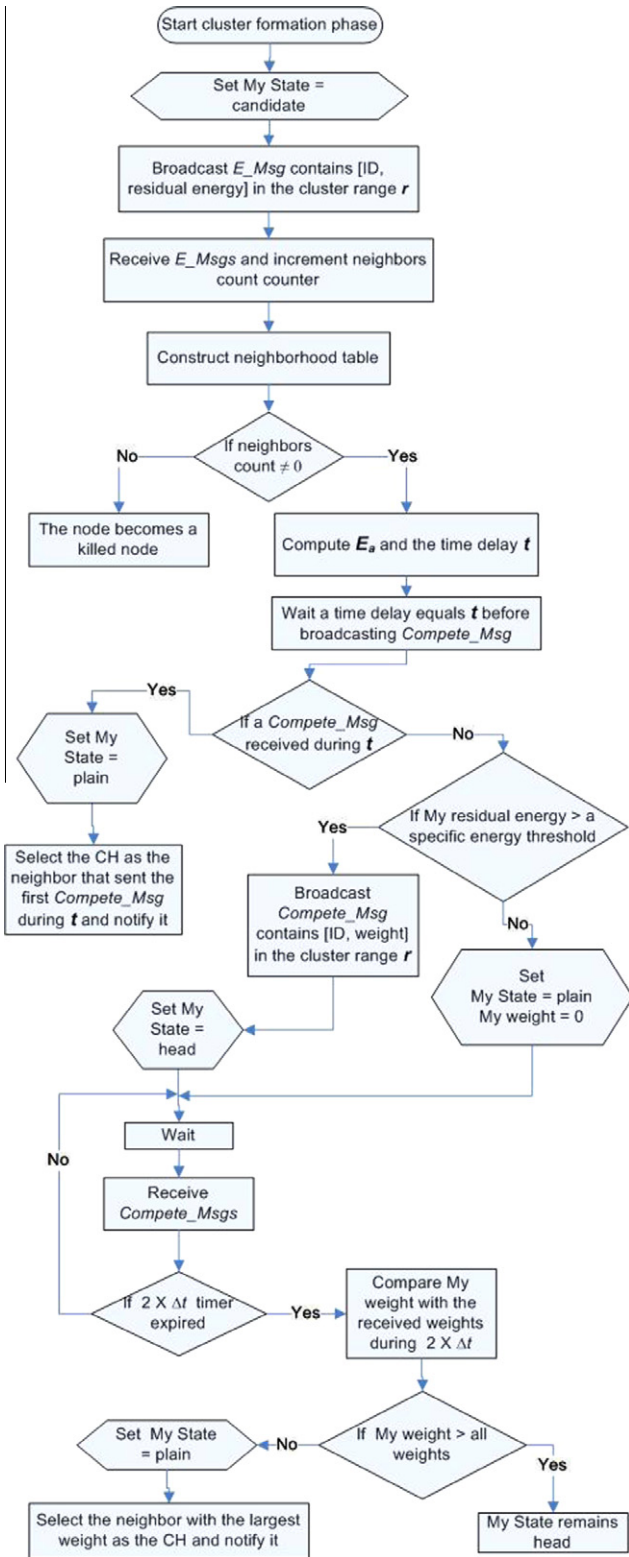 Start cluster formation phase
Set My State =
candidate
Broadcast E_Msg contains [ID,
residual energy] in the cluster range r
Receive E_Msgs and increment neighbors
count counter
Construct neighborhood table
If neighbors
count ≠ 0
No
Yes
The node becomes a
killed node
Compute Ea and the time delay t
Wait a time delay equals t before
broadcasting Compete_Msg
If a Compete_Msg
received during t
Yes
No
Set My
State =
plain
Select the CH as the
neighbor that sent the
first Compete_Msg
during t and notify it
If My residual energy > a
specific energy threshold
Yes
No
Broadcast
Compete_Msg
contains [ID, weight]
in the cluster range r
Set
My State = plain
My weight = 0
Set My
State =
head
Wait
No
Receive
Compete_Msgs
If 2 X Δt timer
expired
Yes
Compare My
weight with the
received weights
during 2 X Δt
If My weight > all
weights
No
Yes
Set My State
= plain
Select the neighbor with the largest
weight as the CH and notify it
My State remains
head